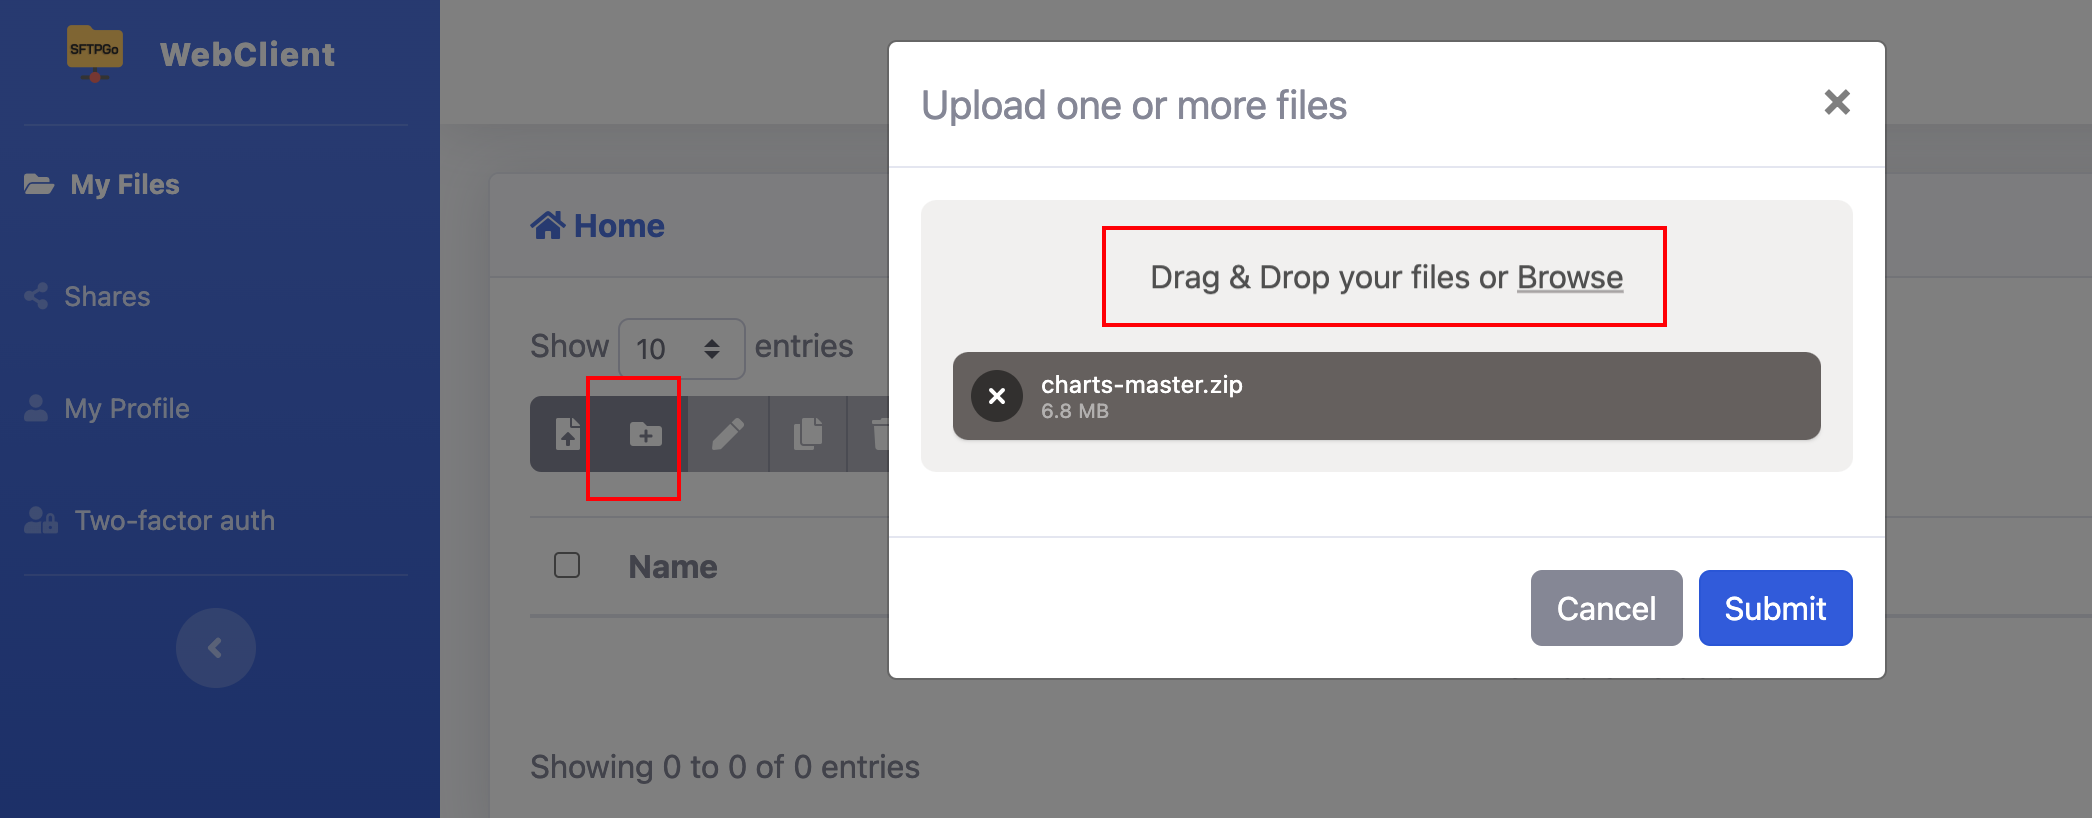 SFTPGo
WebClient
My Files
Shares
My Profile
Two-factor auth
Home
Show 10 entries
Name
Showing 0 to 0 of 0 entries
Upload one or more files
Drag & Drop your files or Browse
charts-master.zip
6.8 MB
Cancel
Submit